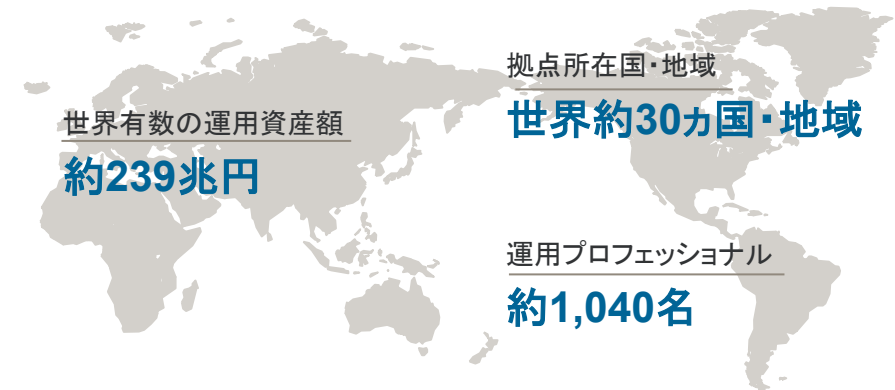 世界有数の運用資産額
約239兆円
拠点所在国・地域
世界約30ヵ国・地域
運用プロフェッショナル
約1,040名